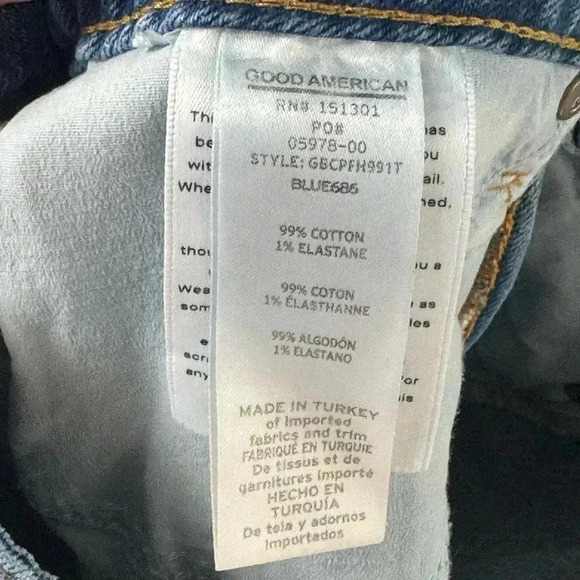 GOOD AMERICAN
RN# 151301
PO#
05978-00
STYLE: GBCPFH991T
BLUE686
99% COTTON
1% ELASTANE
99% COTON
1% ÉLASTHANNE
99% ALGODÓN
1% ELASTANO
MADE IN TURKEY
of imported
fabrics and trim
FABRIQUÉ EN TURQUIE
De tissus et de
garnitures importé
HECHO EN
TURQUÍA
De tela y adornos
importados